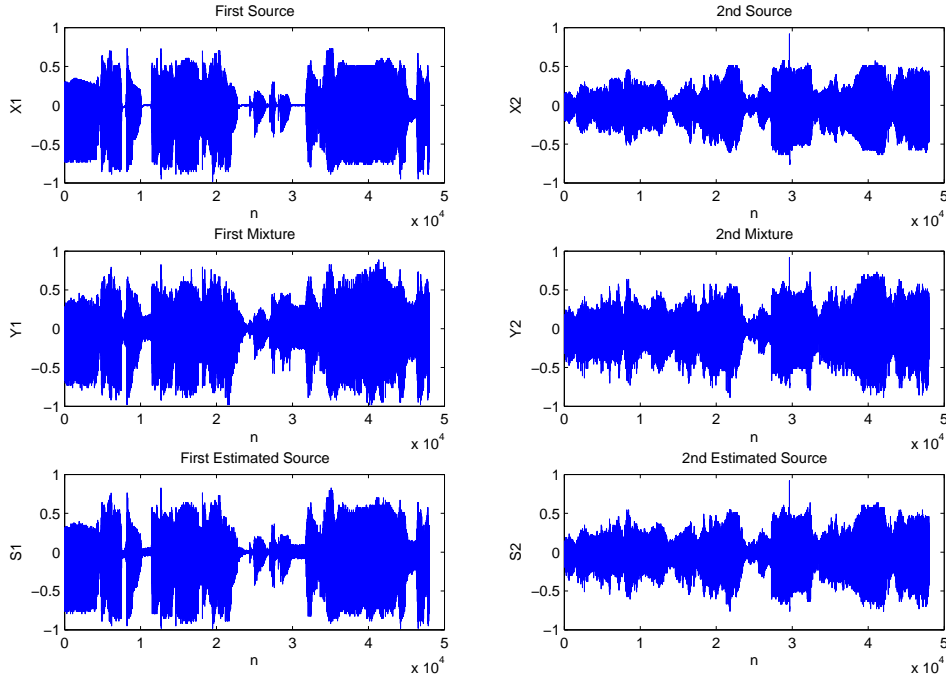 First Source
1
0.5
0
−0.5
−1
X1
0 1 2 3 4 5
n
x 10^4
2nd Source
1
0.5
0
−0.5
−1
X2
0 1 2 3 4 5
n
x 10^4
First Mixture
1
0.5
0
−0.5
−1
Y1
0 1 2 3 4 5
n
x 10^4
2nd Mixture
1
0.5
0
−0.5
−1
Y2
0 1 2 3 4 5
n
x 10^4
First Estimated Source
1
0.5
0
−0.5
−1
S1
0 1 2 3 4 5
n
x 10^4
2nd Estimated Source
1
0.5
0
−0.5
−1
S2
0 1 2 3 4 5
n
x 10^4